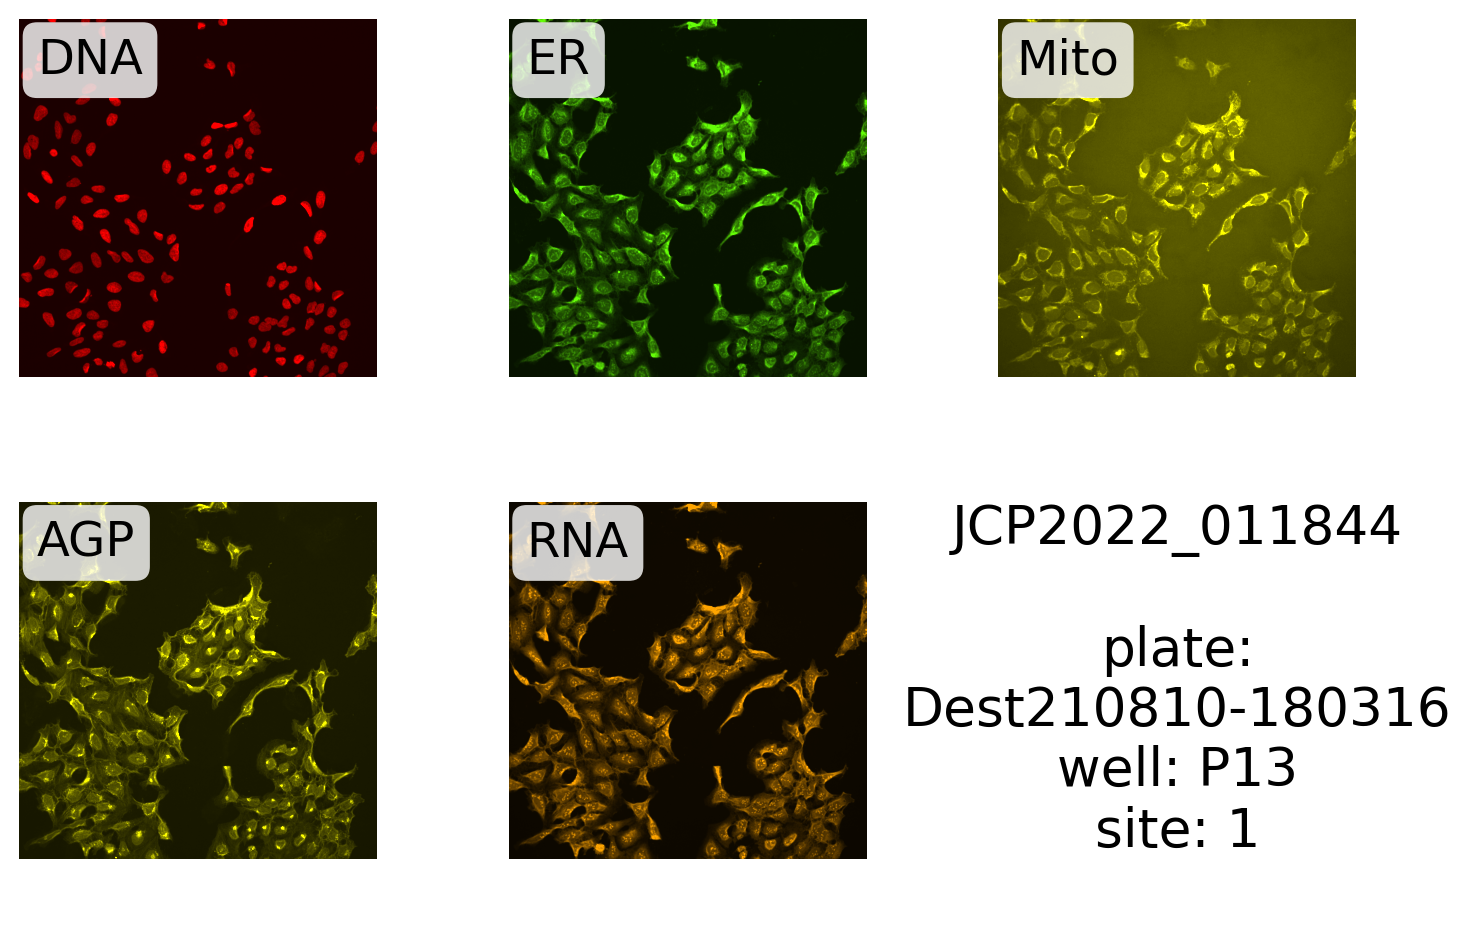 DNA
ER
Mito
AGP
RNA
JCP2022_011844
plate:
Dest210810-180316
well: P13
site: 1